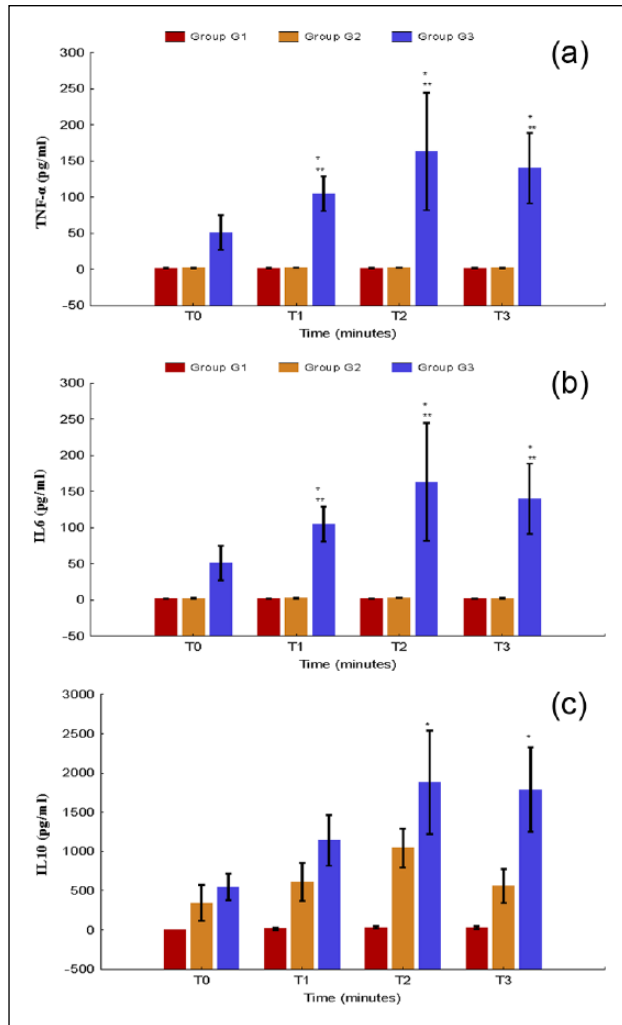 Group G1 Group G2 Group G3
(a)
300
250
200
150
100
50
0
-50
TNF-α (pg/ml)
*
**
*
**
*
**
T0 T1 T2 T3
Time (minutes)
Group G1 Group G2 Group G3
(b)
300
250
200
150
100
50
0
-50
IL6 (pg/ml)
*
**
*
**
*
**
T0 T1 T2 T3
Time (minutes)
(c)
3000
2500
2000
1500
1000
500
0
-500
IL10 (pg/ml)
*
*
T0 T1 T2 T3
Time (minutes)